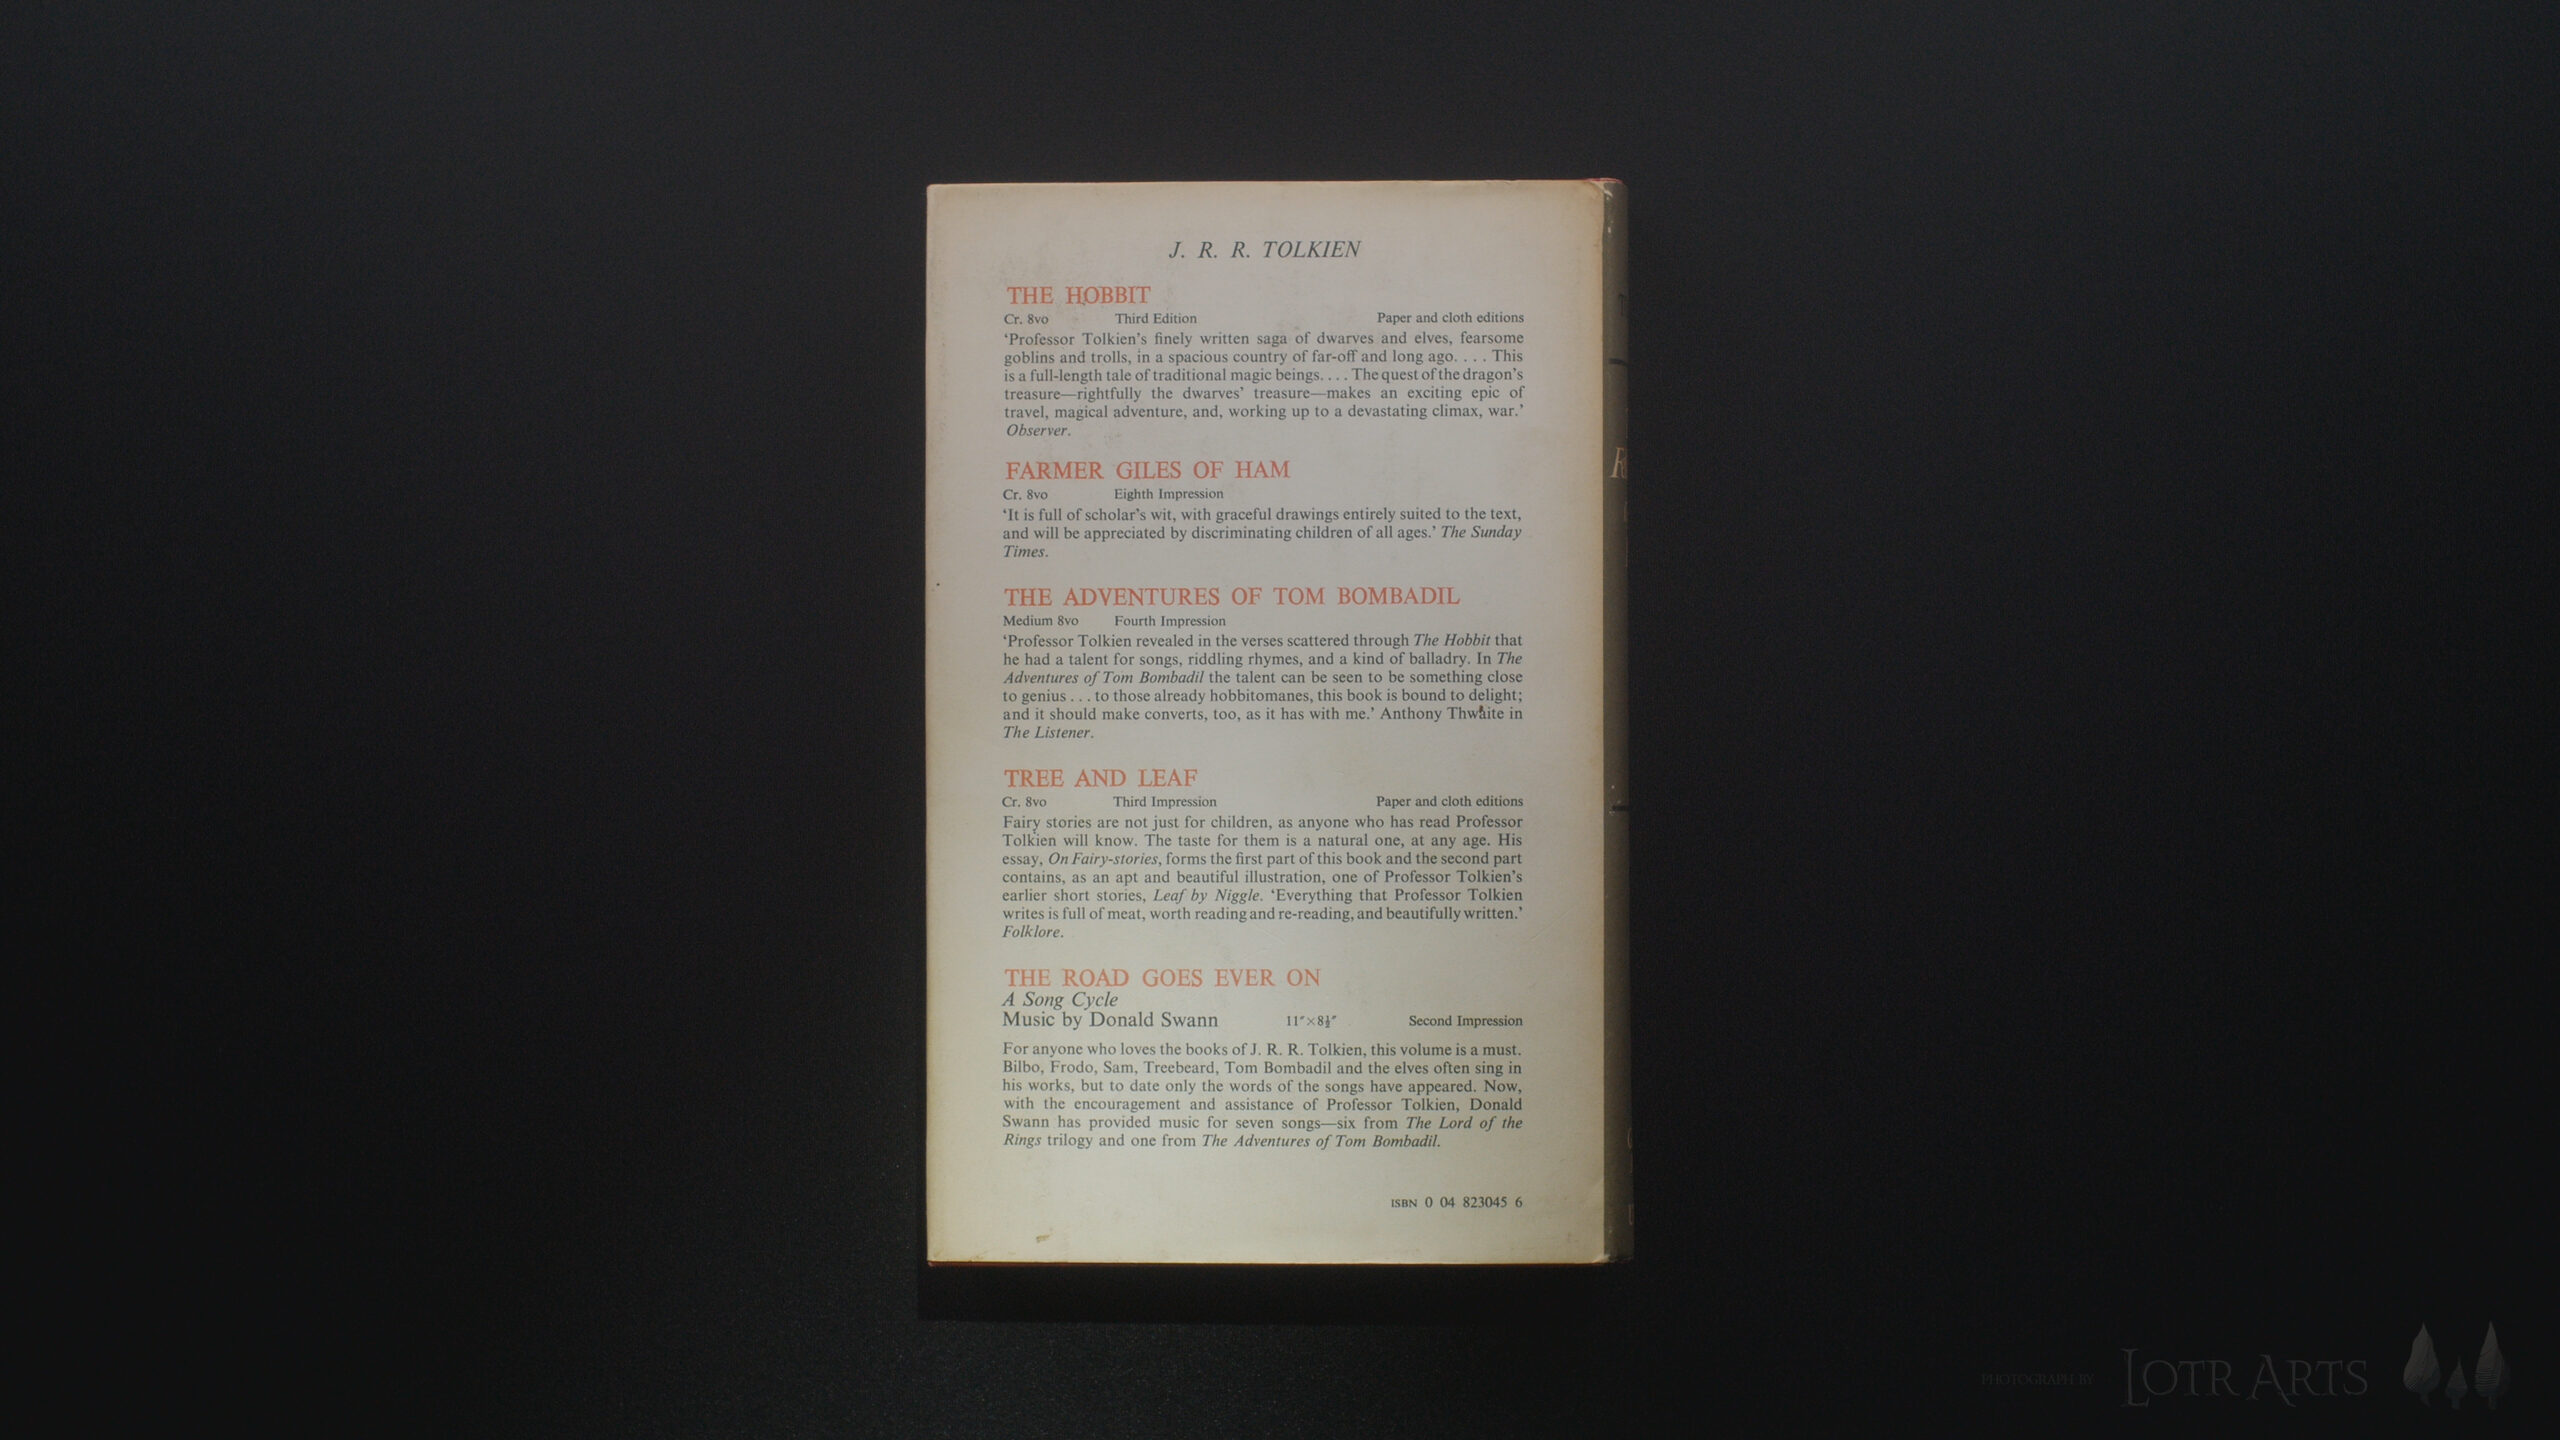 J. R. R. TOLKIEN
THE HOBBIT
Cr. 8vo Third Edition Paper and cloth editions
‘Professor Tolkien’s finely written saga of dwarves and elves, fearsome
goblins and trolls, in a spacious country of far-off and long ago. . . . This
is a full-length tale of traditional magic beings. . . . The quest of the dragon’s
treasure—rightfully the dwarves’ treasure—makes an exciting epic of
travel, magical adventure, and, working up to a devastating climax, war.’
Observer.
FARMER GILES OF HAM
Cr. 8vo Eighth Impression
‘It is full of scholar’s wit, with graceful drawings entirely suited to the text,
and will be appreciated by discriminating children of all ages.’ The Sunday
Times.
THE ADVENTURES OF TOM BOMBADIL
Medium 8vo Fourth Impression
‘Professor Tolkien revealed in the verses scattered through The Hobbit that
he had a talent for songs, riddling rhymes, and a kind of balladry. In The
Adventures of Tom Bombadil the talent can be seen to be something close
to genius . . . to those already hobbitomanes, this book is bound to delight;
and it should make converts, too, as it has with me.’ Anthony Thwaite in
The Listener.
TREE AND LEAF
Cr. 8vo Third Impression Paper and cloth editions
Fairy stories are not just for children, as anyone who has read Professor
Tolkien will know. The taste for them is a natural one, at any age. His
essay, On Fairy-stories, forms the first part of this book and the second part
contains, as an apt and beautiful illustration, one of Professor Tolkien’s
earlier short stories, Leaf by Niggle. ‘Everything that Professor Tolkien
writes is full of meat, worth reading and re-reading, and beautifully written.’
Folklore.
THE ROAD GOES EVER ON
A Song Cycle
Music by Donald Swann 11″×8½″ Second Impression
For anyone who loves the books of J. R. R. Tolkien, this volume is a must.
Bilbo, Frodo, Sam, Treebeard, Tom Bombadil and the elves often sing in
his works, but to date only the words of the songs have appeared. Now,
with the encouragement and assistance of Professor Tolkien, Donald
Swann has provided music for seven songs—six from The Lord of the
Rings trilogy and one from The Adventures of Tom Bombadil.
ISBN 0 04 823045 6
PHOTOGRAPH BY LOTR ARTS